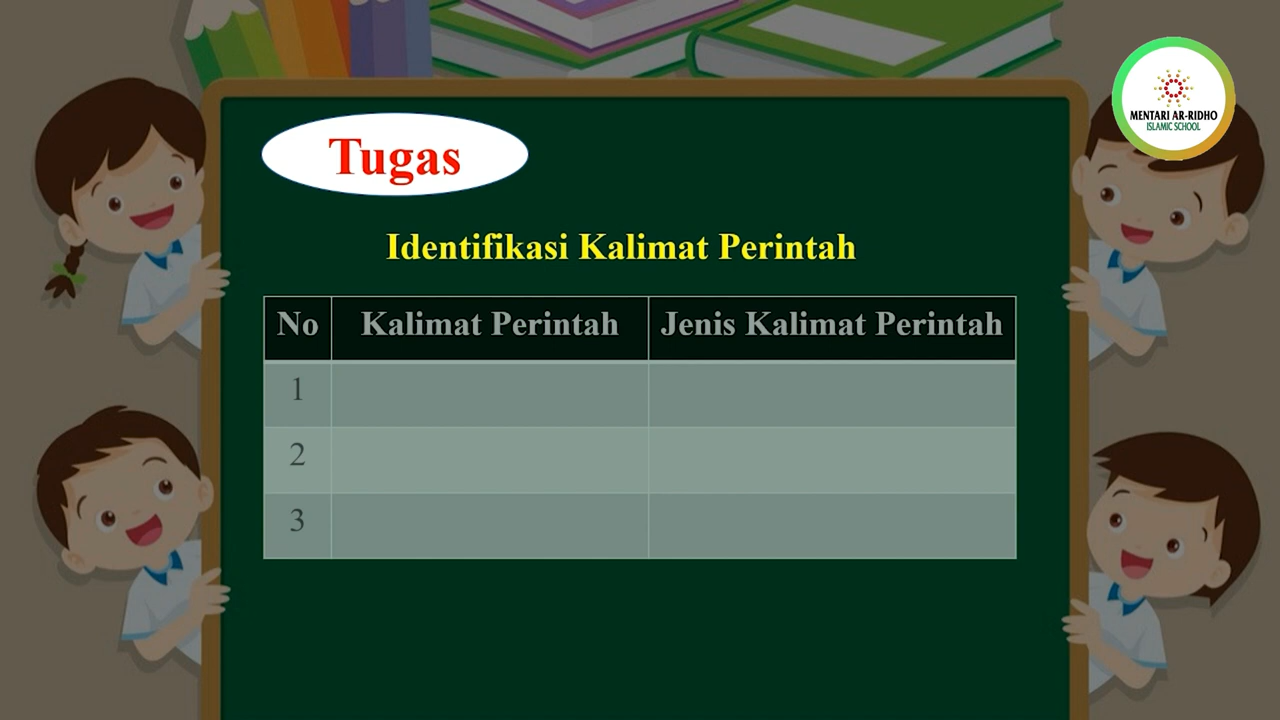 MENTARI AR-RIDHO
ISLAMIC SCHOOL
Tugas
Identifikasi Kalimat Perintah
No Kalimat Perintah Jenis Kalimat Perintah
1
2
3